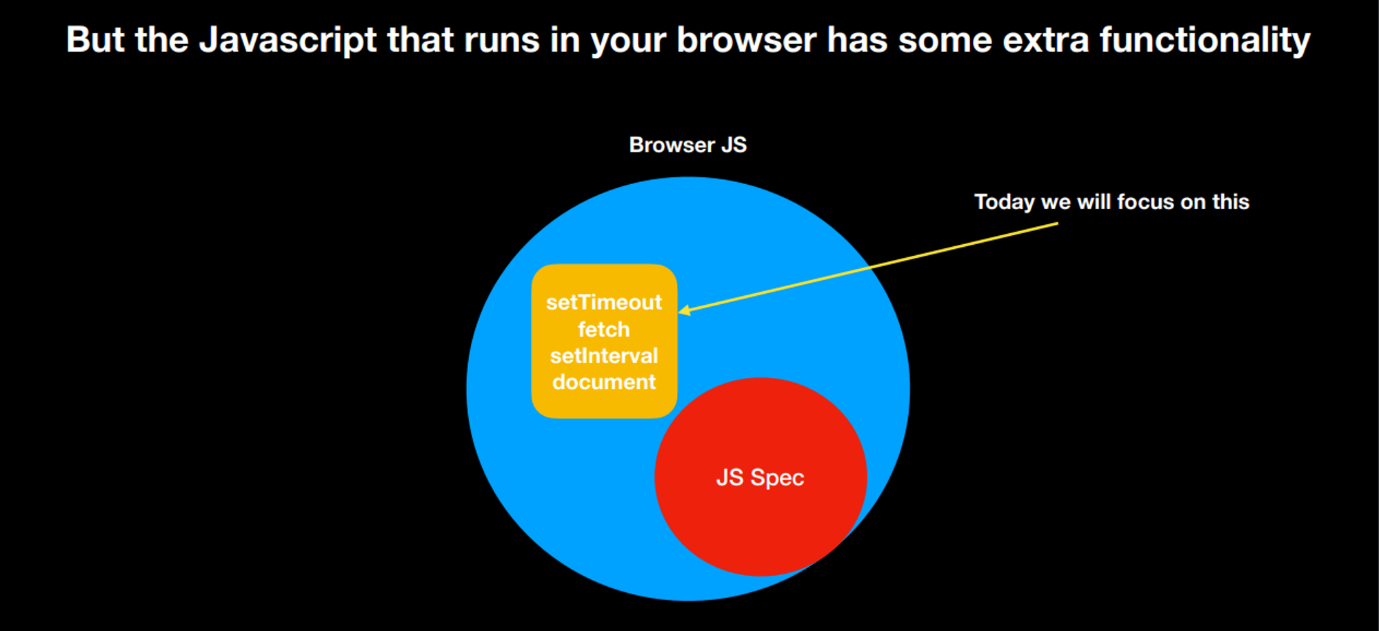 But the Javascript that runs in your browser has some extra functionality
Browser JS
Today we will focus on this
setTimeout
fetch
setInterval
document
JS Spec